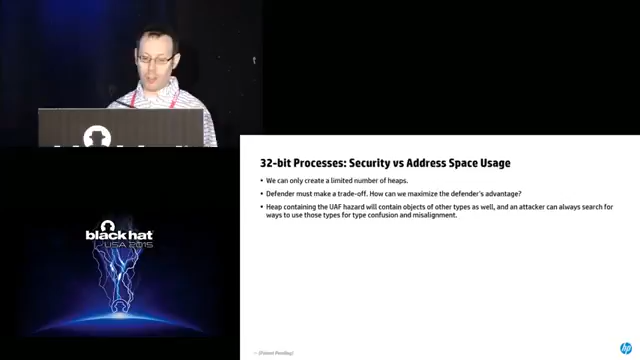 32-bit Processes: Security vs Address Space Usage
• We can only create a limited number of heaps.
• Defender must make a trade-off. How can we maximize the defender's advantage?
• Heap containing the UAF hazard will contain objects of other types as well, and an attacker can always search for
ways to use those types for type confusion and misalignment.
black hat
USA 2015
(Patent Pending)
hp